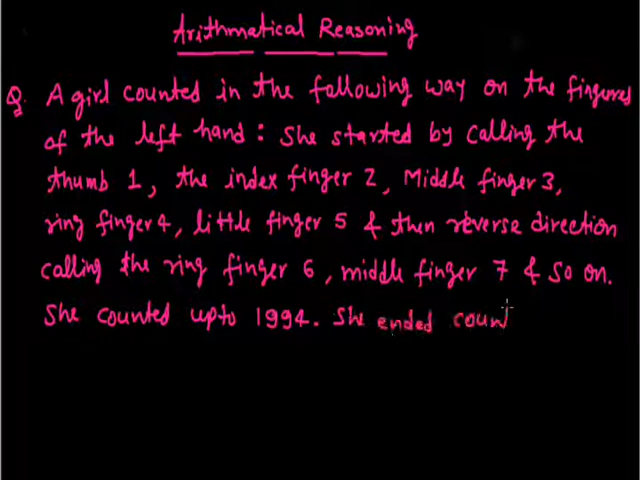 Arithmatical Reasoning
Q. A girl counted in the following way on the fingures
of the left hand : She started by calling the
thumb 1, the index finger 2, Middle finger 3,
ring finger 4, little finger 5 & then reverse direction
calling the ring finger 6, middle finger 7 & so on.
She counted upto 1994. She ended count